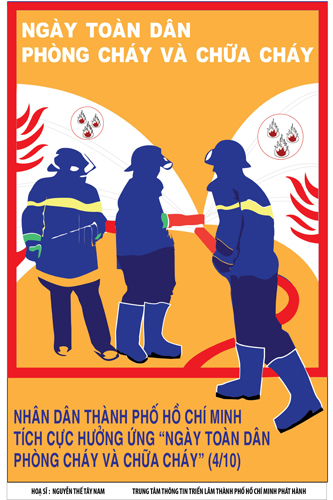 NGÀY TOÀN DÂN
PHÒNG CHÁY VÀ CHỮA CHÁY
NHÂN DÂN THÀNH PHỐ HỒ CHÍ MINH
TÍCH CỰC HƯỞNG ỨNG “NGÀY TOÀN DÂN
PHÒNG CHÁY VÀ CHỮA CHÁY” (4/10)
HOẠ SĨ : NGUYỄN THẾ TÂY NAM TRUNG TÂM THÔNG TIN TRIỂN LÃM THÀNH PHỐ HỒ CHÍ MINH PHÁT HÀNH